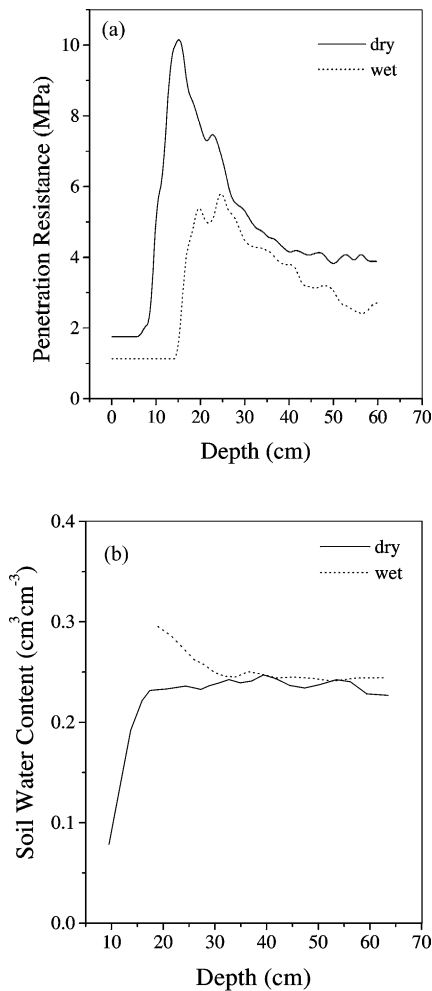 (a)
dry
wet
10
8
6
4
2
0
Penetration Resistance (MPa)
0 10 20 30 40 50 60 70
Depth (cm)
(b)
dry
wet
0.4
0.3
0.2
0.1
0.0
Soil Water Content (cm³cm⁻³)
10 20 30 40 50 60 70
Depth (cm)